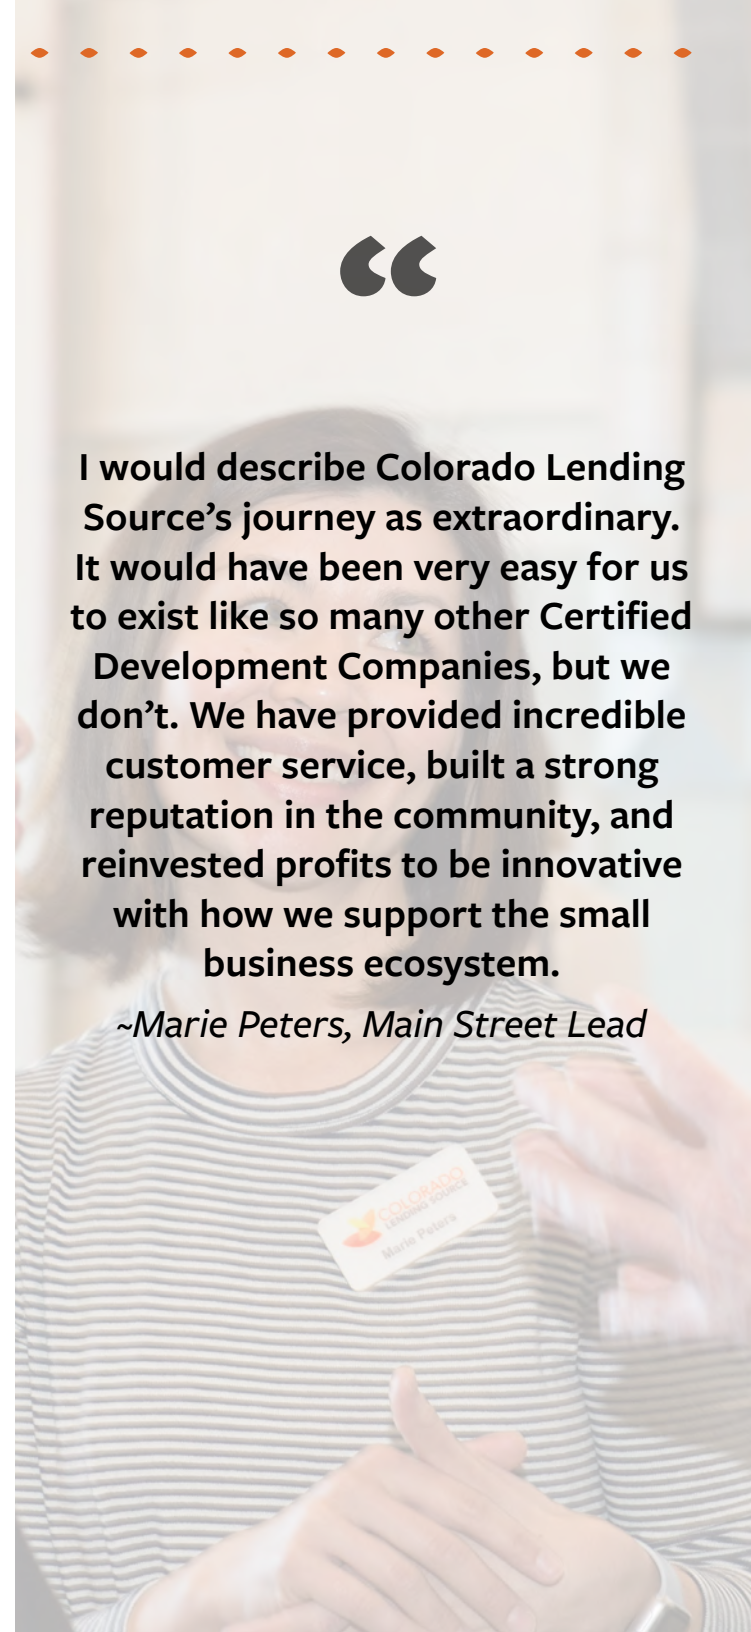 “
I would describe Colorado Lending
Source’s journey as extraordinary.
It would have been very easy for us
to exist like so many other Certified
Development Companies, but we
don’t. We have provided incredible
customer service, built a strong
reputation in the community, and
reinvested profits to be innovative
with how we support the small
business ecosystem.
~Marie Peters, Main Street Lead
COLORADO
LENDING SOURCE
Marie Peters